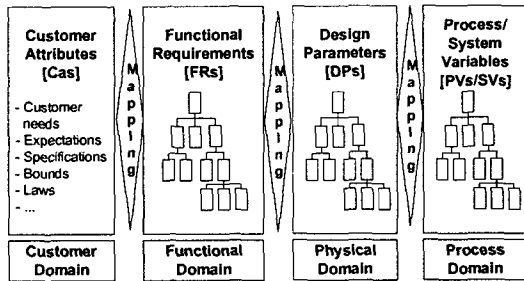 Customer
Attributes
[Cas]
- Customer
needs
- Expectations
- Specifications
- Bounds
- Laws
- ...
Mapping
Functional
Requirements
[FRs]
Mapping
Design
Parameters
[DPs]
Mapping
Process/
System
Variables
[PVs/SVs]
Customer
Domain
Functional
Domain
Physical
Domain
Process
Domain